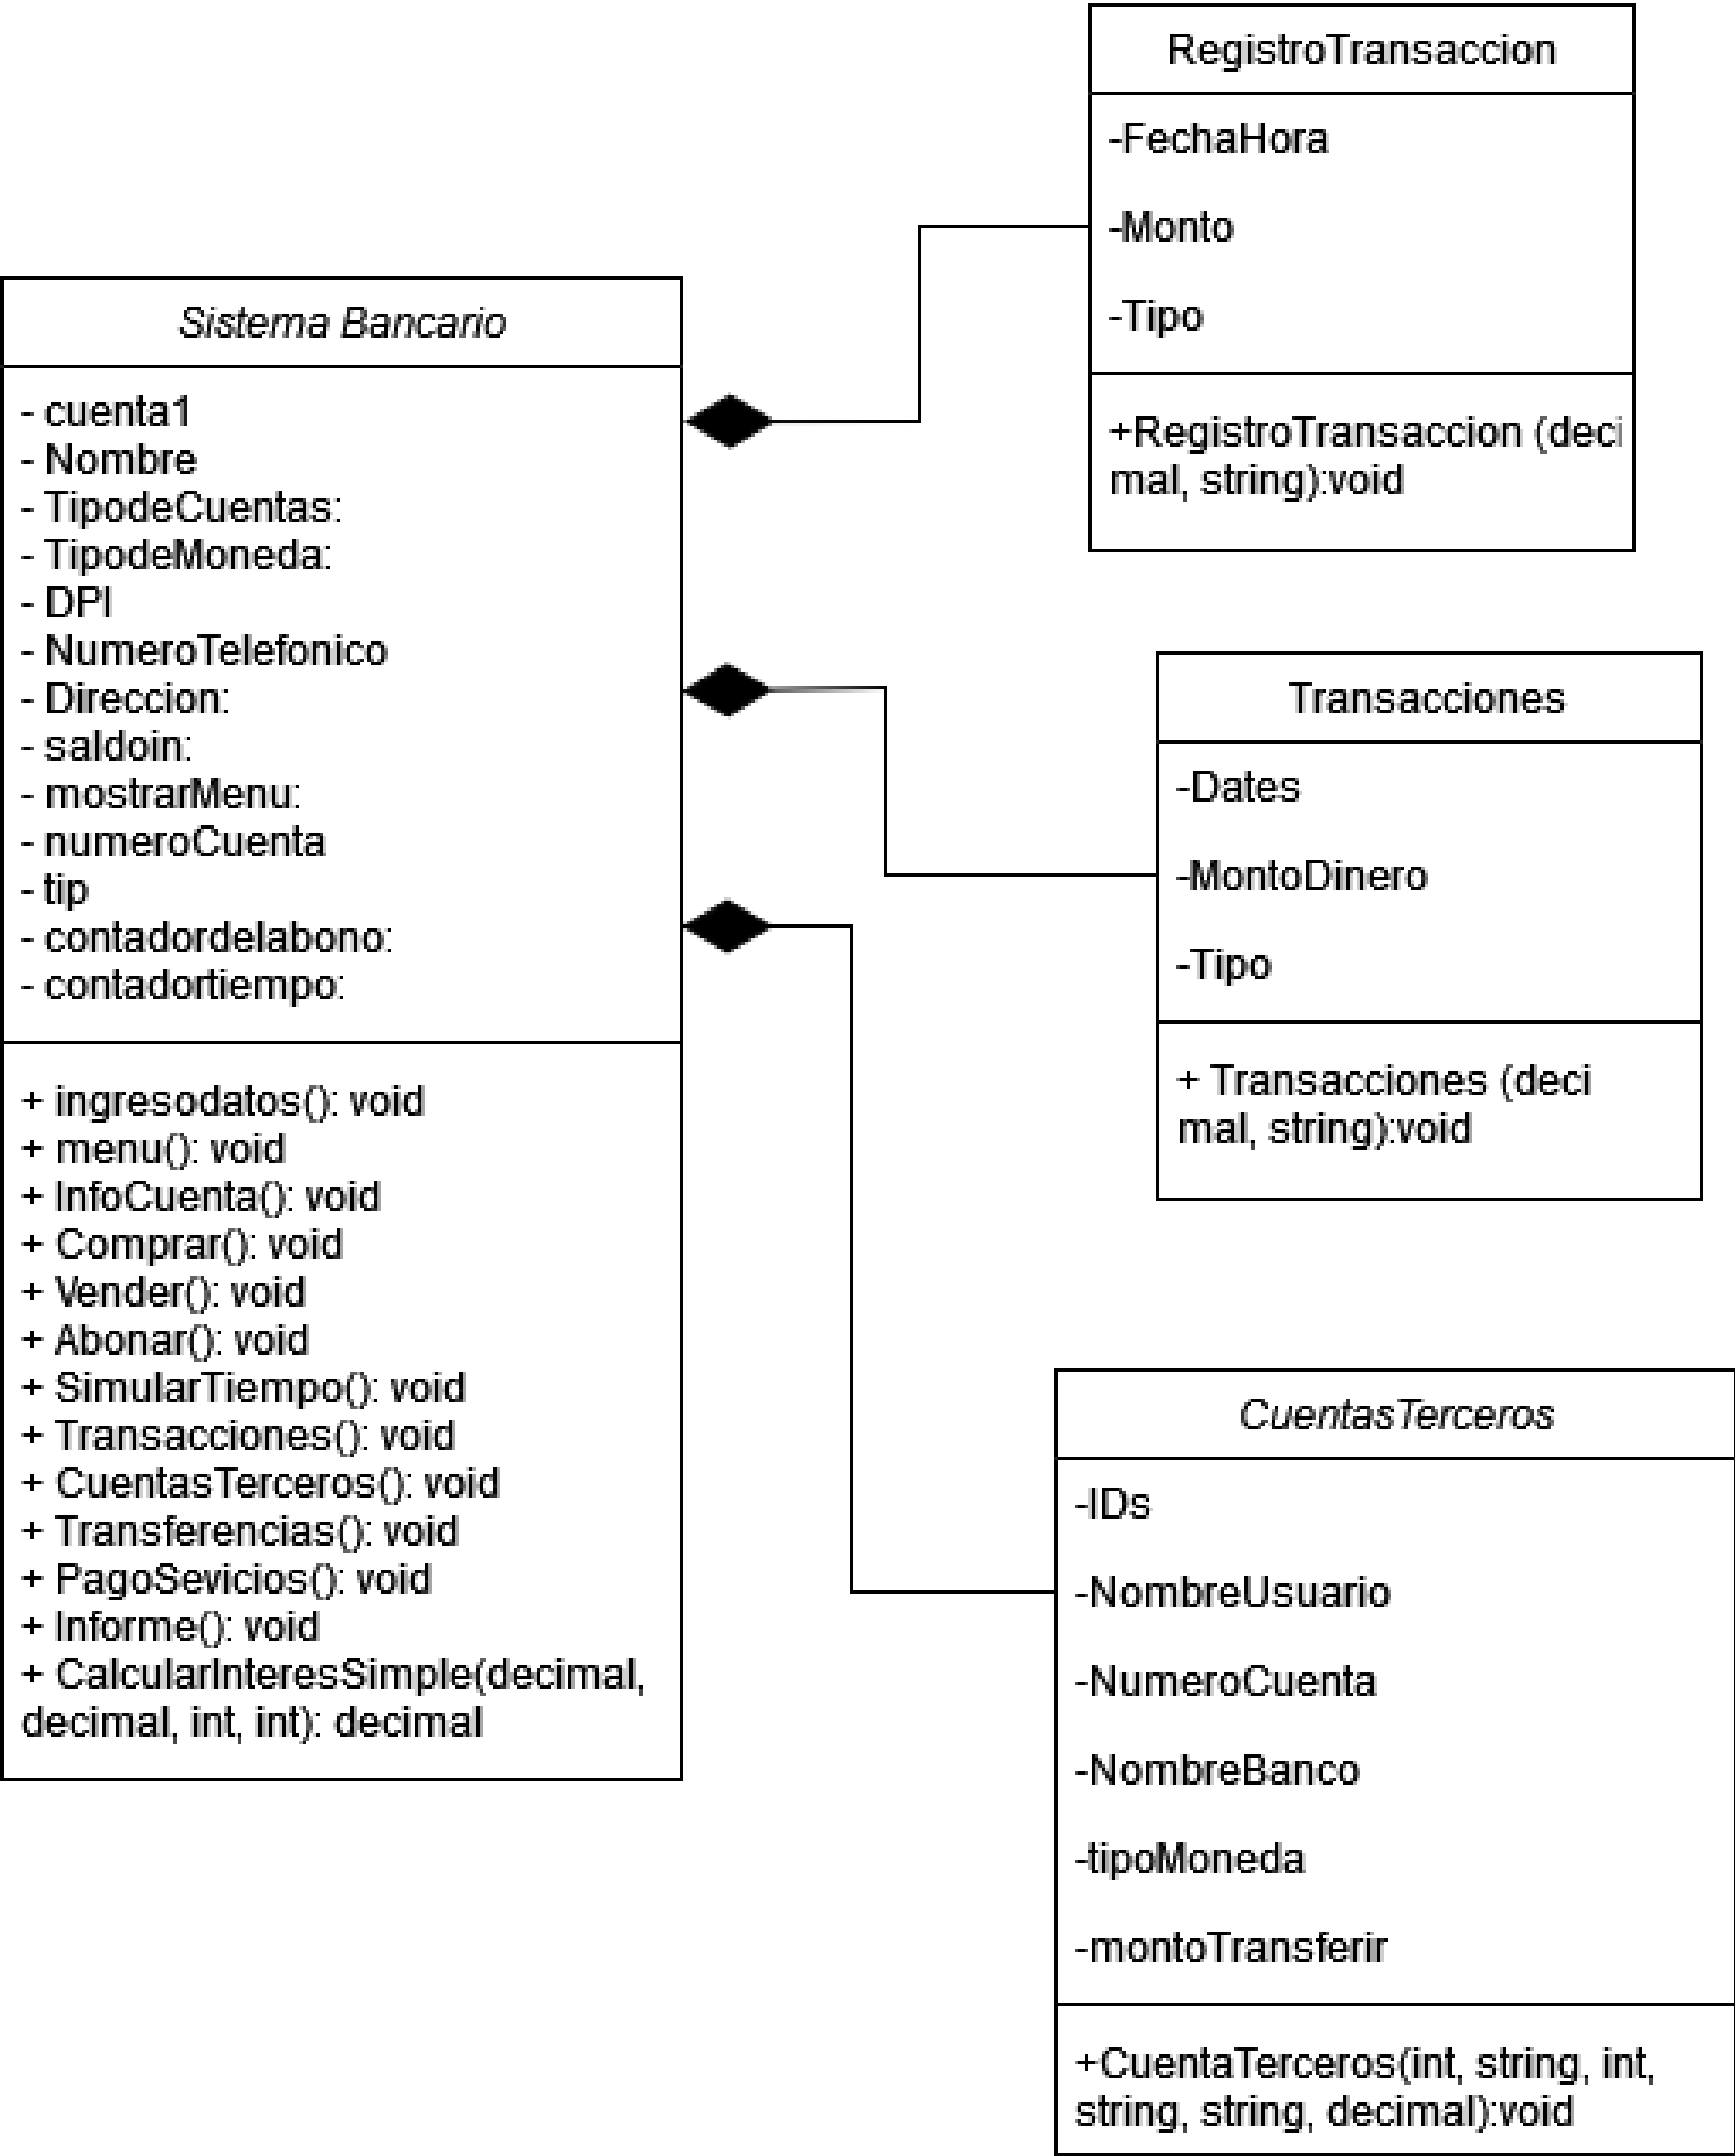 RegistroTransaccion
-FechaHora
-Monto
-Tipo
+RegistroTransaccion (deci
mal, string):void
Sistema Bancario
- cuenta1
- Nombre
- TipodeCuentas:
- TipodeMoneda:
- DPI
- NumeroTelefonico
- Direccion:
- saldoin:
- mostrarMenu:
- numeroCuenta
- tip
- contadordelabono:
- contadortiempo:
+ ingresodatos(): void
+ menu(): void
+ InfoCuenta(): void
+ Comprar(): void
+ Vender(): void
+ Abonar(): void
+ SimularTiempo(): void
+ Transacciones(): void
+ CuentasTerceros(): void
+ Transferencias(): void
+ PagoSevicios(): void
+ Informe(): void
+ CalcularInteresSimple(decimal,
decimal, int, int): decimal
Transacciones
-Dates
-MontoDinero
-Tipo
+ Transacciones (deci
mal, string):void
CuentasTerceros
-IDs
-NombreUsuario
-NumeroCuenta
-NombreBanco
-tipoMoneda
-montoTransferir
+CuentaTerceros(int, string, int,
string, string, decimal):void